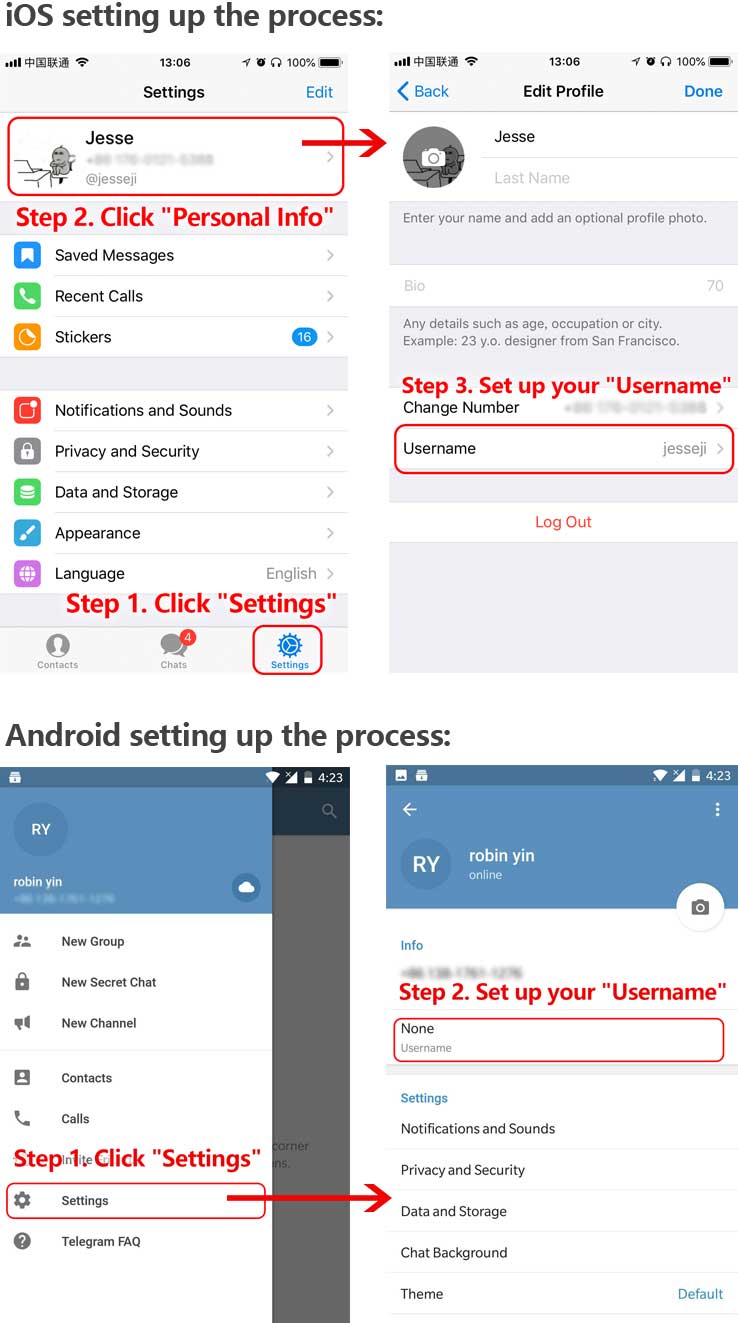 iOS setting up the process:
中国联通 13:06 100%
Settings Edit
Jesse
@jesseji
Step 2. Click "Personal Info"
Saved Messages
Recent Calls
Stickers 16
Notifications and Sounds
Privacy and Security
Data and Storage
Appearance
Language English
Step 1. Click "Settings"
4
Contacts Chats Settings
中国联通 13:06 100%
Back Edit Profile Done
Jesse
Last Name
Enter your name and add an optional profile photo.
Bio 70
Any details such as age, occupation or city.
Example: 23 y.o. designer from San Francisco.
Step 3. Set up your "Username"
Change Number
Username jesseji
Log Out
Android setting up the process:
4:23
RY
robin yin
New Group
New Secret Chat
New Channel
Contacts
Calls
Invite
corner
ns.
Step 1. Click "Settings"
Settings
Telegram FAQ
4:23
RY
robin yin
online
Info
Step 2. Set up your "Username"
None
Username
Settings
Notifications and Sounds
Privacy and Security
Data and Storage
Chat Background
Theme Default